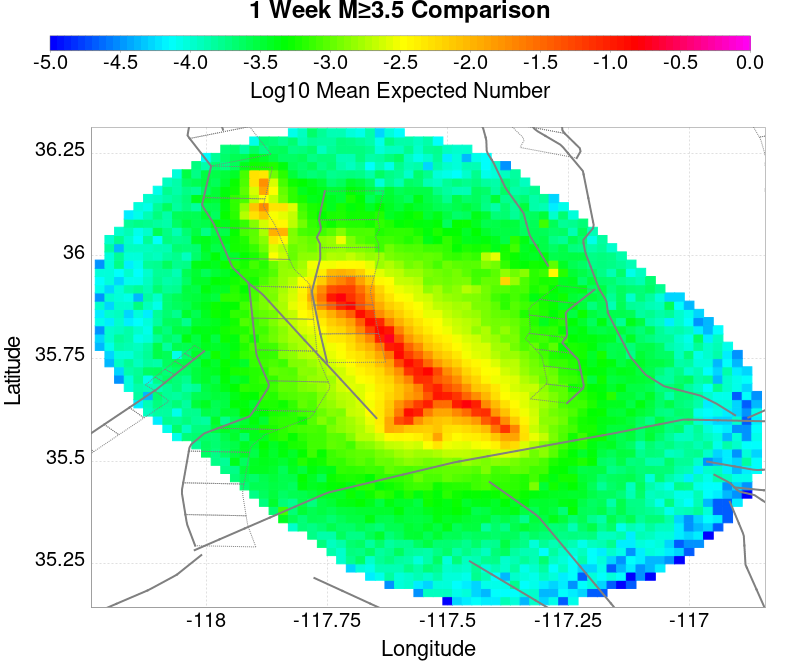 1 Week M≥3.5 Comparison
-5.0 -4.5 -4.0 -3.5 -3.0 -2.5 -2.0 -1.5 -1.0 -0.5 0.0
Log10 Mean Expected Number
36.25
36
35.75
35.5
35.25
Latitude
-118 -117.75 -117.5 -117.25 -117
Longitude